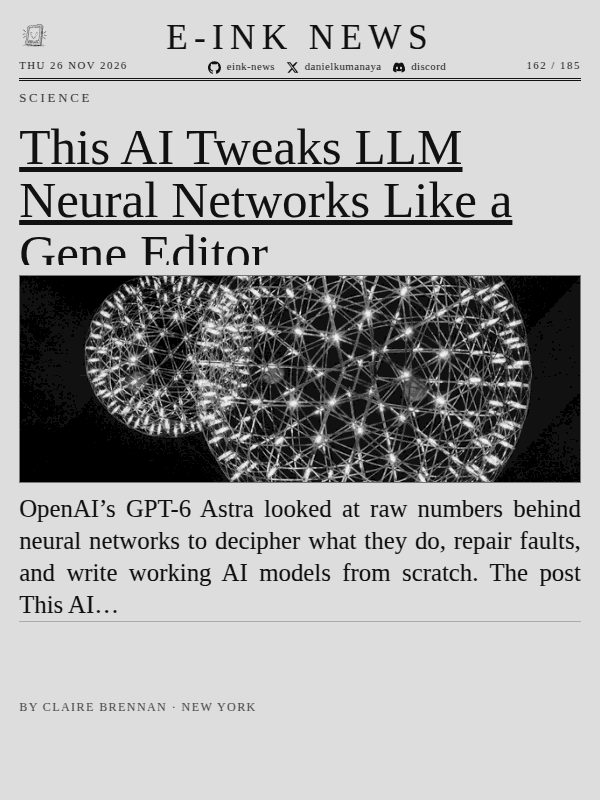 E-INK NEWS
THU 26 NOV 2026
eink-news
danielkumanaya
discord
162 / 185
SCIENCE
This AI Tweaks LLM
Neural Networks Like a
Gene Editor
OpenAI’s GPT-6 Astra looked at raw numbers behind
neural networks to decipher what they do, repair faults,
and write working AI models from scratch. The post
This AI…
BY CLAIRE BRENNAN · NEW YORK